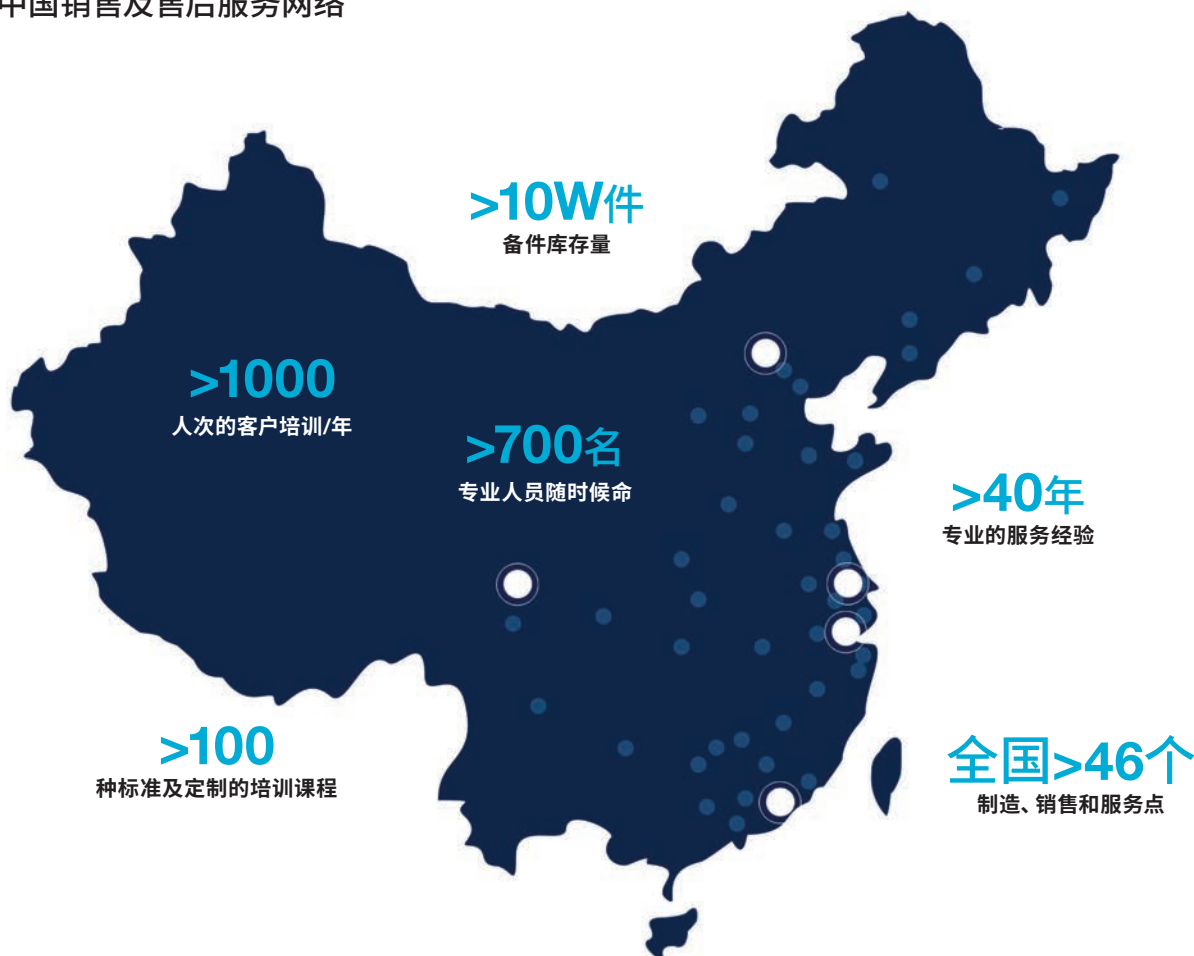 中国销售及售后服务网络
>10W件
备件库存量
>1000
人次的客户培训/年
>700名
专业人员随时候命
>40年
专业的服务经验
>100
种标准及定制的培训课程
全国>46个
制造、销售和服务点